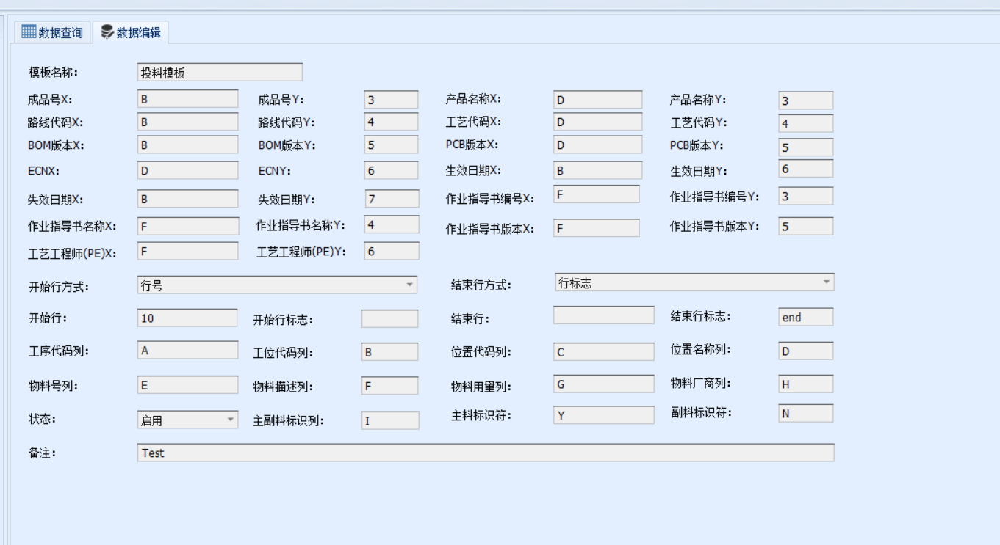 数据查询 数据编辑
模板名称： 投料模板
成品号X： B 成品号Y： 3 产品名称X： D 产品名称Y： 3
路线代码X： B 路线代码Y： 4 工艺代码X： D 工艺代码Y： 4
BOM版本X： B BOM版本Y： 5 PCB版本X： D PCB版本Y： 5
ECNX： D ECNY： 6 生效日期X： B 生效日期Y： 6
失效日期X： B 失效日期Y： 7 作业指导书编号X： F 作业指导书编号Y： 3
作业指导书名称X： F 作业指导书名称Y： 4 作业指导书版本X： F 作业指导书版本Y： 5
工艺工程师(PE)X： F 工艺工程师(PE)Y： 6
开始行方式： 行号 结束行方式： 行标志
开始行： 10 开始行标志： 结束行： 结束行标志： end
工序代码列： A 工位代码列： B 位置代码列： C 位置名称列： D
物料号列： E 物料描述列： F 物料用量列： G 物料厂商列： H
状态： 启用 主副料标识列： I 主料标识符： Y 副料标识符： N
备注： Test